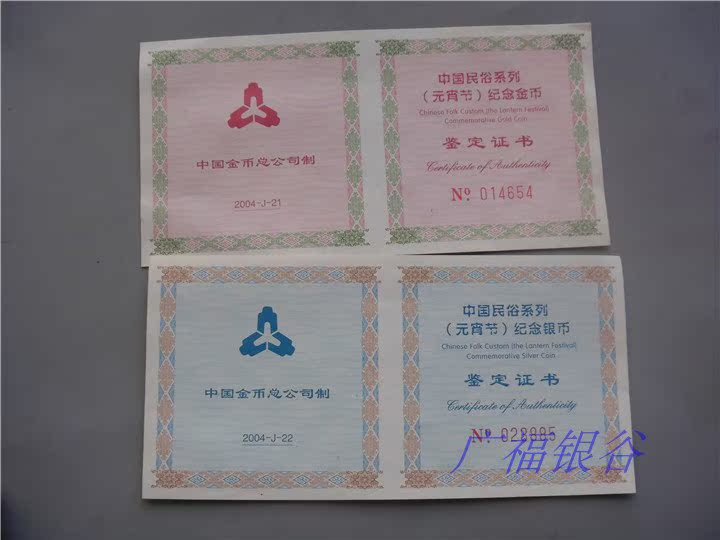 中国金币总公司制
2004-J-21
中国民俗系列
（元宵节）纪念金币
Chinese Folk Custom (the Lantern Festival)
Commemorative Gold Coin
鉴定证书
Certificate of Authenticity
Nº 014654
中国金币总公司制
2004-J-22
中国民俗系列
（元宵节）纪念银币
Chinese Folk Custom (the Lantern Festival)
Commemorative Silver Coin
鉴定证书
Certificate of Authenticity
Nº
广福银谷